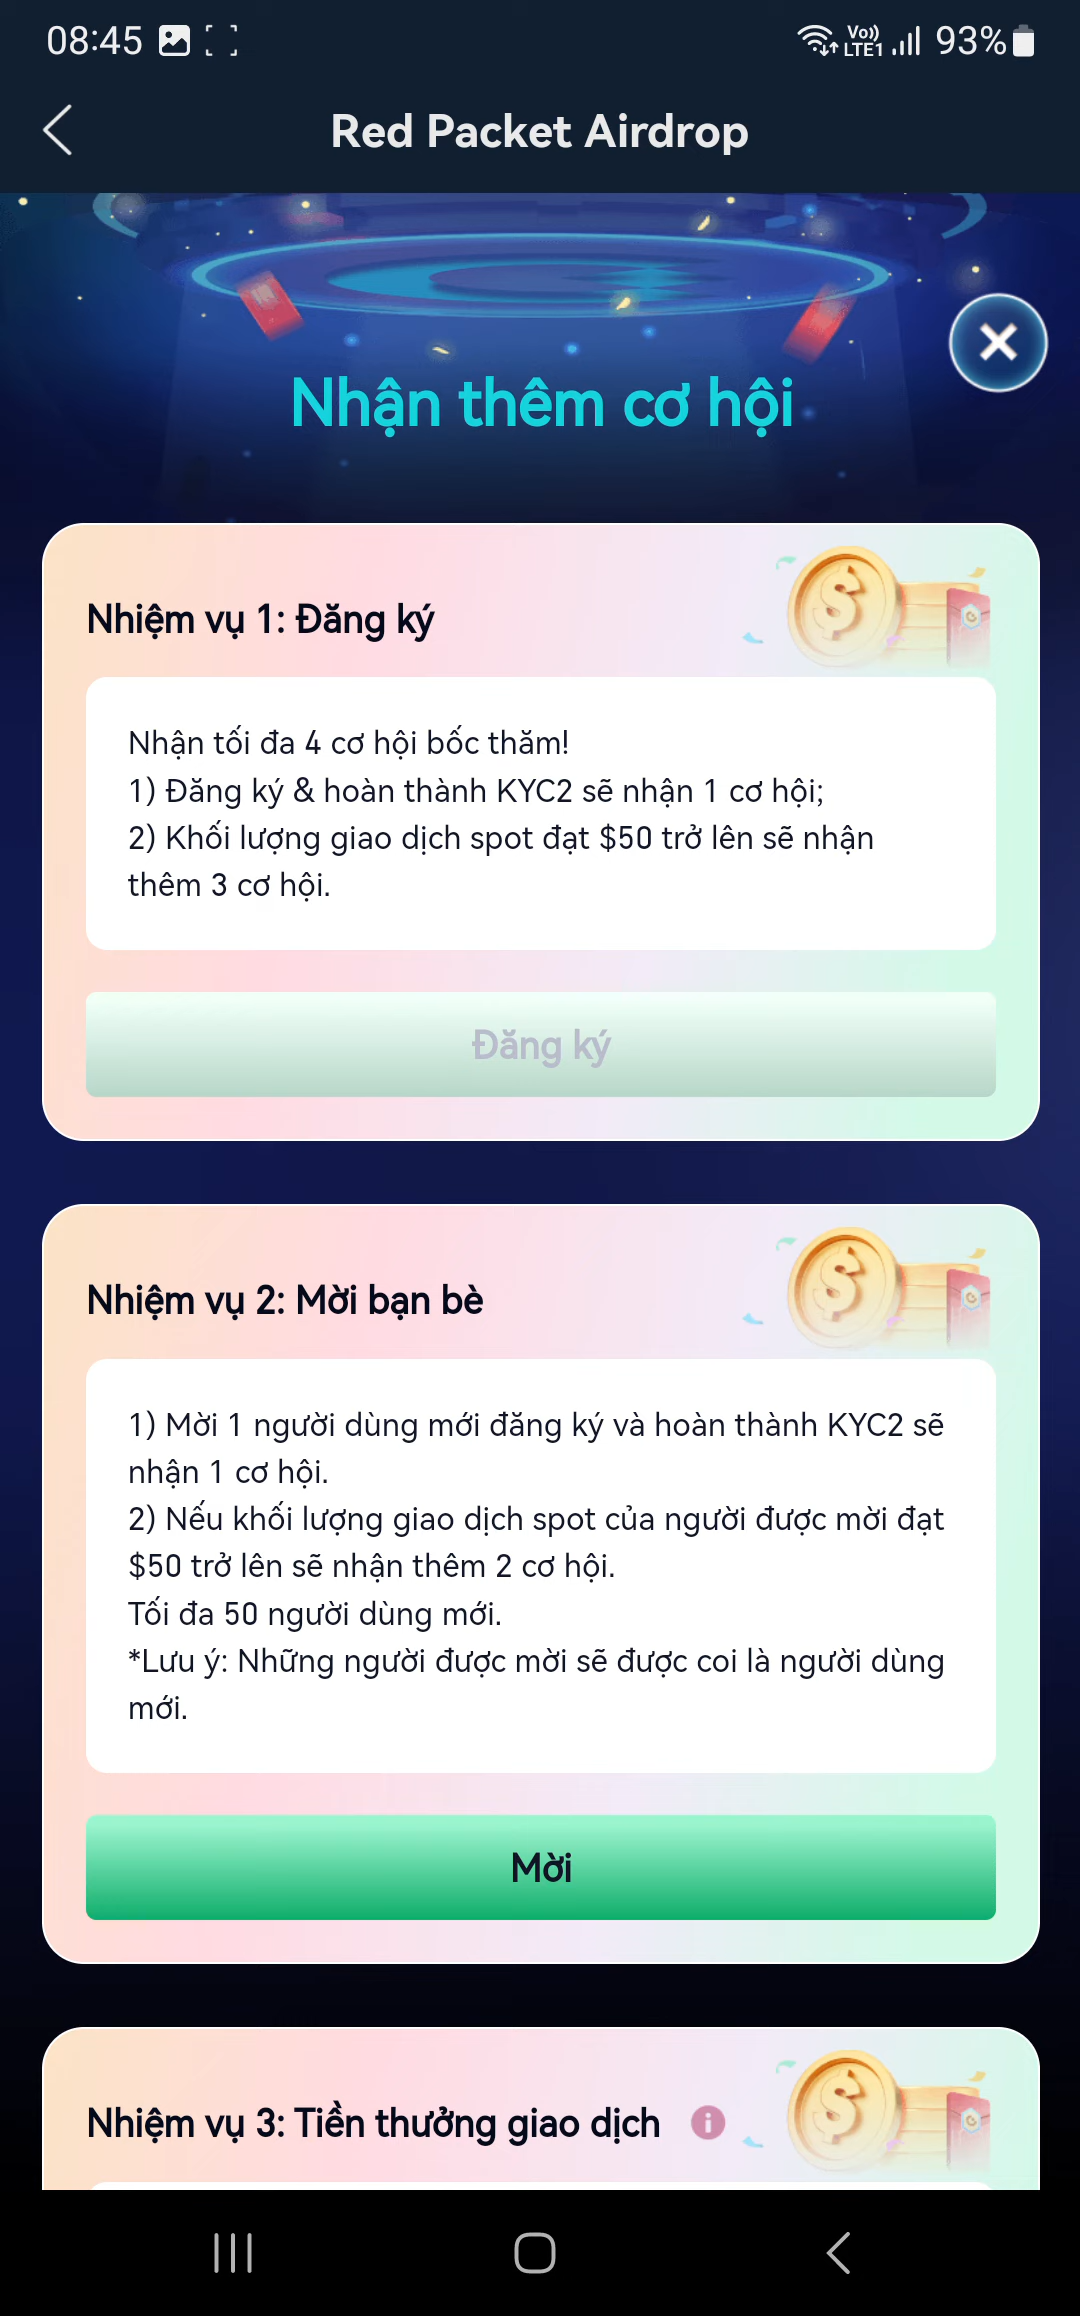 08:45
Vo)) LTE1 93%
Red Packet Airdrop
Nhận thêm cơ hội
Nhiệm vụ 1: Đăng ký
Nhận tối đa 4 cơ hội bốc thăm!
1) Đăng ký & hoàn thành KYC2 sẽ nhận 1 cơ hội;
2) Khối lượng giao dịch spot đạt $50 trở lên sẽ nhận
thêm 3 cơ hội.
Đăng ký
Nhiệm vụ 2: Mời bạn bè
1) Mời 1 người dùng mới đăng ký và hoàn thành KYC2 sẽ
nhận 1 cơ hội.
2) Nếu khối lượng giao dịch spot của người được mời đạt
$50 trở lên sẽ nhận thêm 2 cơ hội.
Tối đa 50 người dùng mới.
*Lưu ý: Những người được mời sẽ được coi là người dùng
mới.
Mời
Nhiệm vụ 3: Tiền thưởng giao dịch